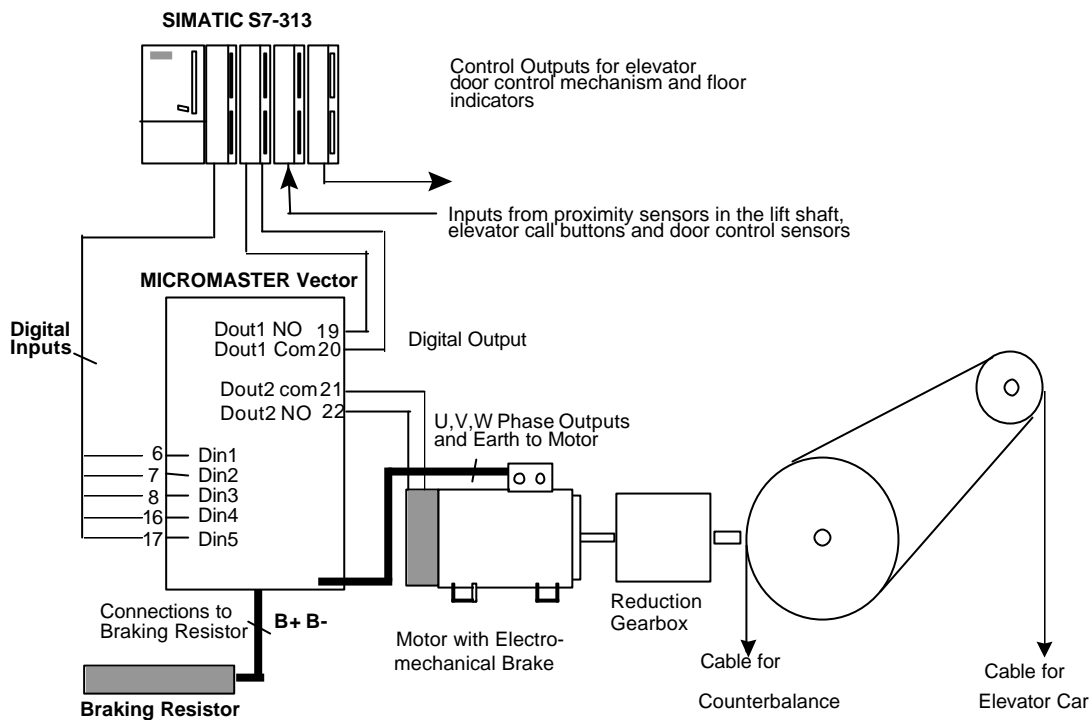 SIMATIC S7-313
Control Outputs for elevator
door control mechanism and floor
indicators
Inputs from proximity sensors in the lift shaft,
elevator call buttons and door control sensors
MICROMASTER Vector
Digital
Inputs
Dout1 NO 19
Dout1 Com 20
Digital Output
Dout2 com 21
Dout2 NO 22
U,V,W Phase Outputs
and Earth to Motor
6 Din1
7 Din2
8 Din3
16 Din4
17 Din5
Connections to
Braking Resistor
B+ B-
Braking Resistor
Motor with Electro-
mechanical Brake
Reduction
Gearbox
Cable for
Counterbalance
Cable for
Elevator Car